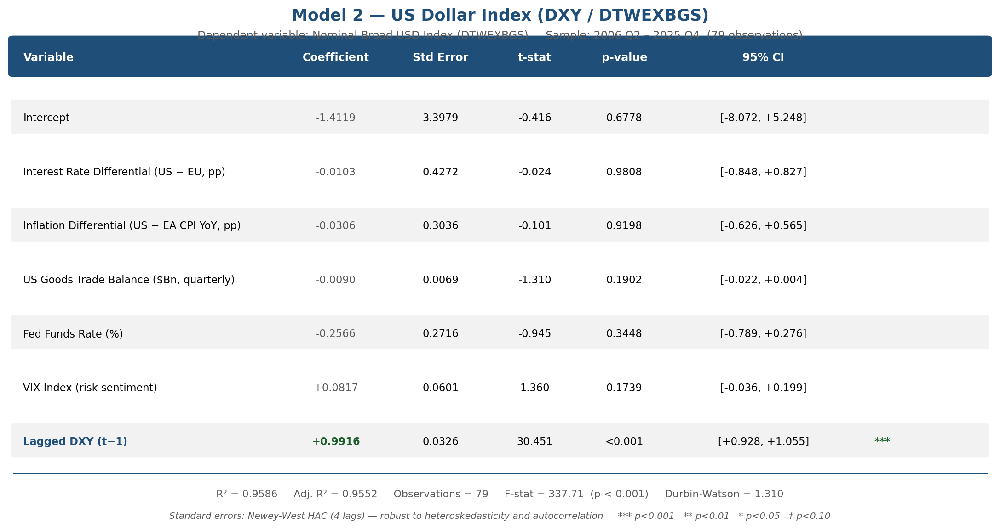 Model 2 — US Dollar Index (DXY / DTWEXBGS)
Dependent variable: Nominal Broad USD Index (DTWEXBGS) Sample: 2006 Q2 – 2025 Q4 (79 observations)
Variable Coefficient Std Error t-stat p-value 95% CI
Intercept -1.4119 3.3979 -0.416 0.6778 [-8.072, +5.248]
Interest Rate Differential (US − EU, pp) -0.0103 0.4272 -0.024 0.9808 [-0.848, +0.827]
Inflation Differential (US − EA CPI YoY, pp) -0.0306 0.3036 -0.101 0.9198 [-0.626, +0.565]
US Goods Trade Balance ($Bn, quarterly) -0.0090 0.0069 -1.310 0.1902 [-0.022, +0.004]
Fed Funds Rate (%) -0.2566 0.2716 -0.945 0.3448 [-0.789, +0.276]
VIX Index (risk sentiment) +0.0817 0.0601 1.360 0.1739 [-0.036, +0.199]
Lagged DXY (t−1) +0.9916 0.0326 30.451 <0.001 [+0.928, +1.055] ***
R² = 0.9586 Adj. R² = 0.9552 Observations = 79 F-stat = 337.71 (p < 0.001) Durbin-Watson = 1.310
Standard errors: Newey-West HAC (4 lags) — robust to heteroskedasticity and autocorrelation *** p<0.001 ** p<0.01 * p<0.05 † p<0.10